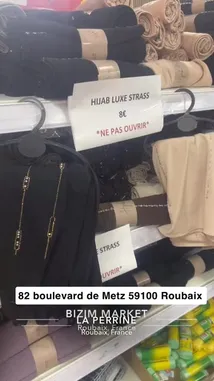 HIJAB LUXE STRASS
8€
*NE PAS OUVRIR*
STRASS
UVRIR*
82 boulevard de Metz 59100 Roubaix
BIZIM MARKET
LA PERRINE
Roubaix, France
Roubaix, France